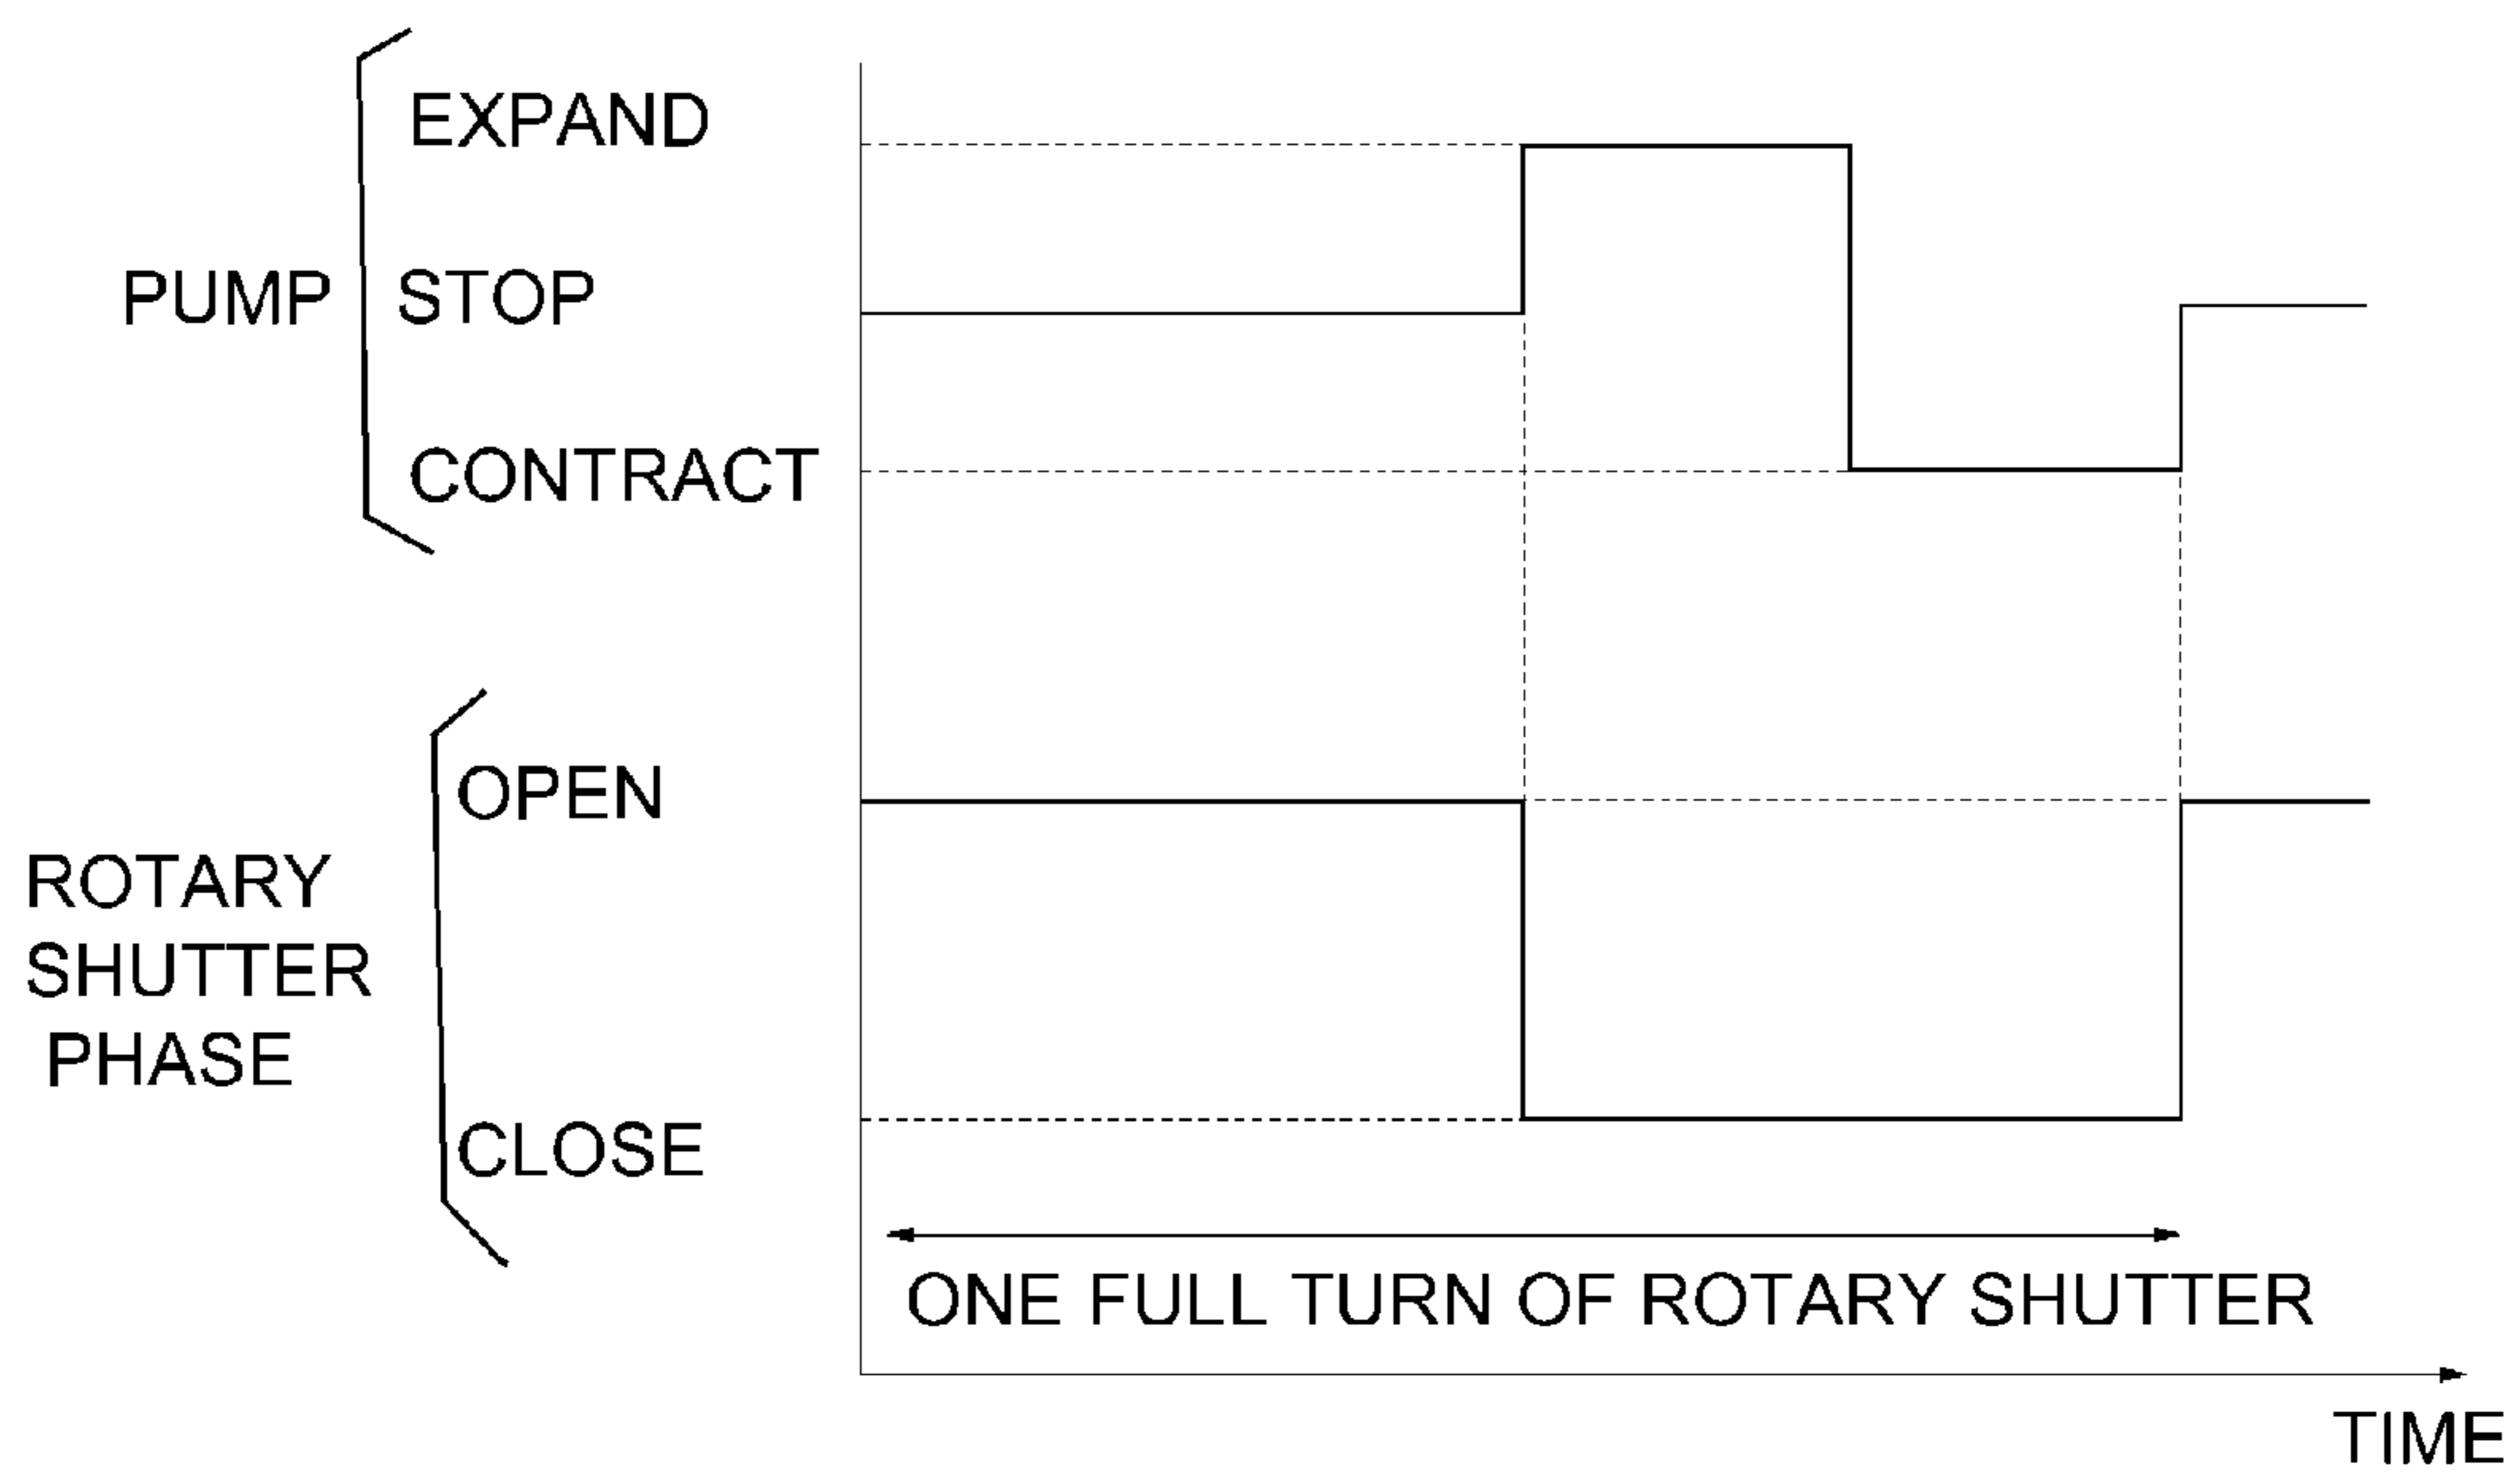 EXPAND
PUMP STOP
CONTRACT
OPEN
ROTARY
SHUTTER
PHASE
CLOSE
ONE FULL TURN OF ROTARY SHUTTER
TIME